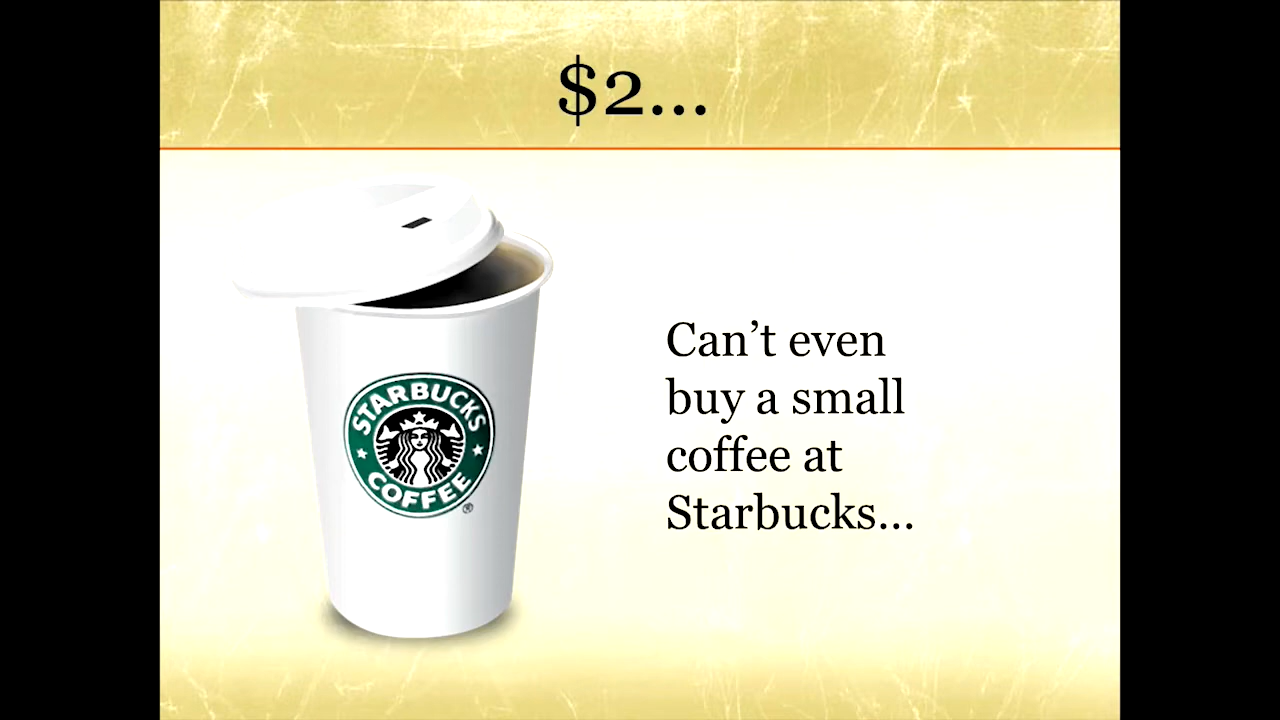 $2...
STARBUCKS
COFFEE
®
Can’t even
buy a small
coffee at
Starbucks...